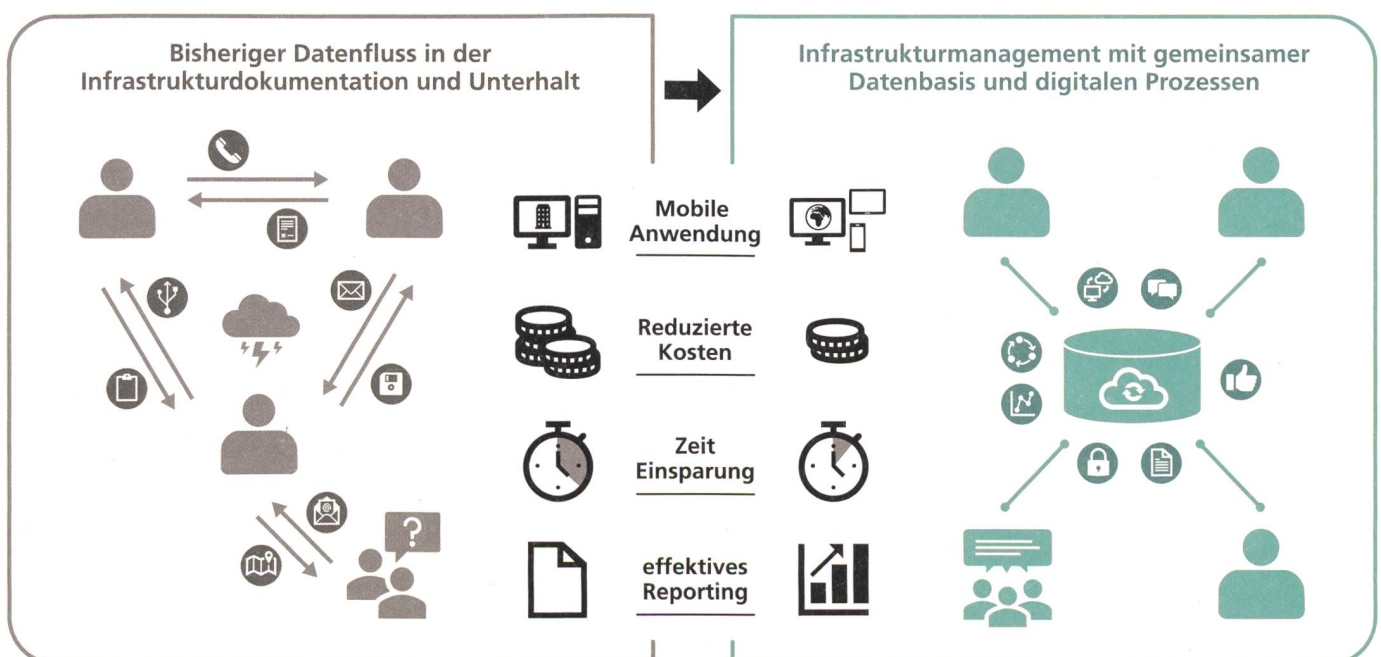 Bisheriger Datenfluss in der
Infrastrukturdokumentation und Unterhalt
Infrastrukturmanagement mit gemeinsamer
Datenbasis und digitalen Prozessen
Mobile
Anwendung
Reduzierte
Kosten
Zeit
Einsparung
effektives
Reporting
?
@